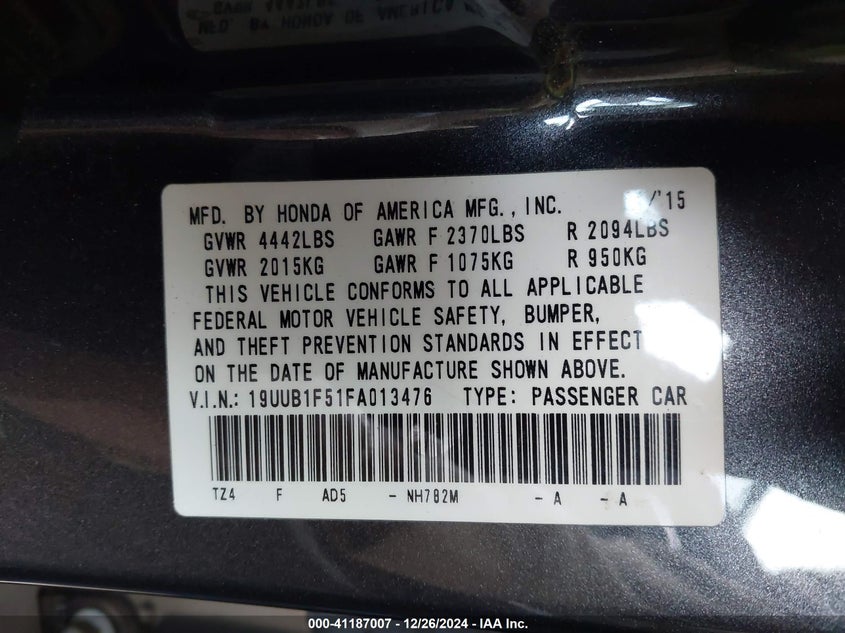 MFD. BY HONDA OF AMERICA MFG., INC. /'15
GVWR 4442LBS GAWR F 2370LBS R 2094LBS
GVWR 2015KG GAWR F 1075KG R 950KG
THIS VEHICLE CONFORMS TO ALL APPLICABLE
FEDERAL MOTOR VEHICLE SAFETY, BUMPER,
AND THEFT PREVENTION STANDARDS IN EFFECT
ON THE DATE OF MANUFACTURE SHOWN ABOVE.
V.I.N.: 19UUB1F51FA013476 TYPE: PASSENGER CAR
TZ4 F AD5 - NH782M - A - A
000-41187007 - 12/26/2024 - IAA Inc.